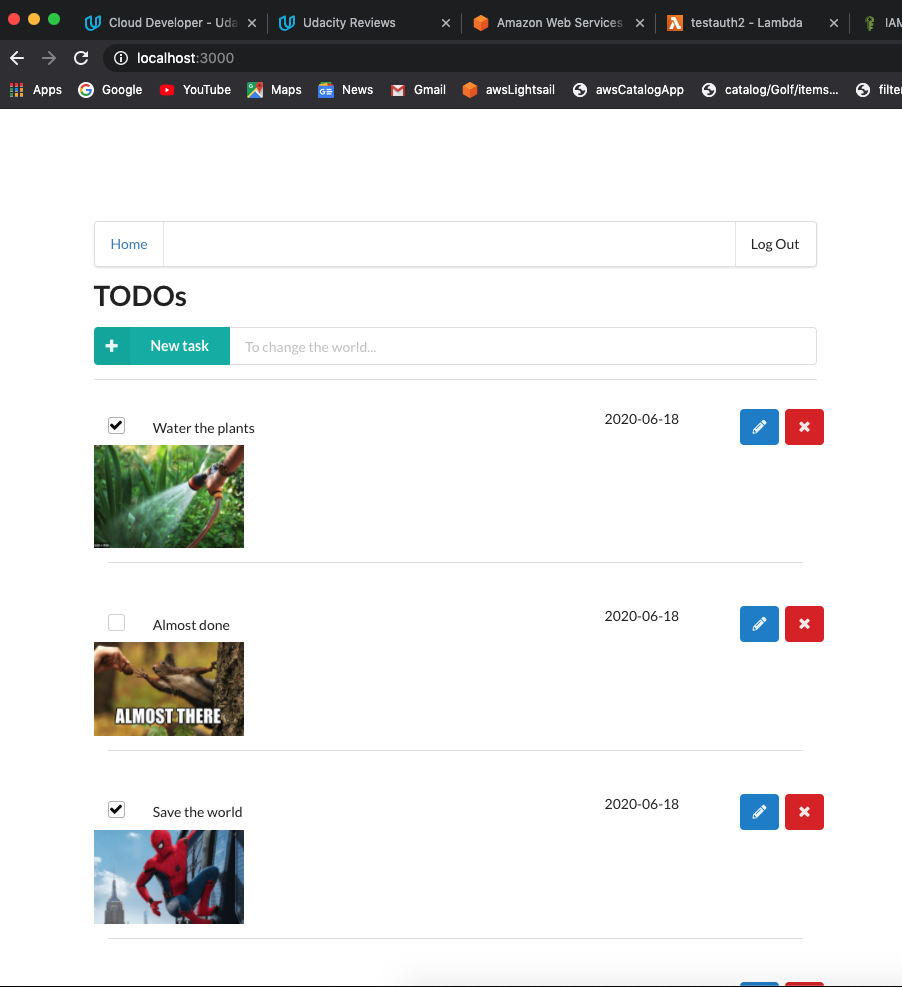 Cloud Developer - Uda
Udacity Reviews
Amazon Web Services
testauth2 - Lambda
IAM
localhost:3000
Apps
Google
YouTube
Maps
News
Gmail
awsLightsail
awsCatalogApp
catalog/Golf/items...
filter
Home
Log Out
TODOs
New task
To change the world...
Water the plants
2020-06-18
Almost done
2020-06-18
ALMOST THERE
Save the world
2020-06-18